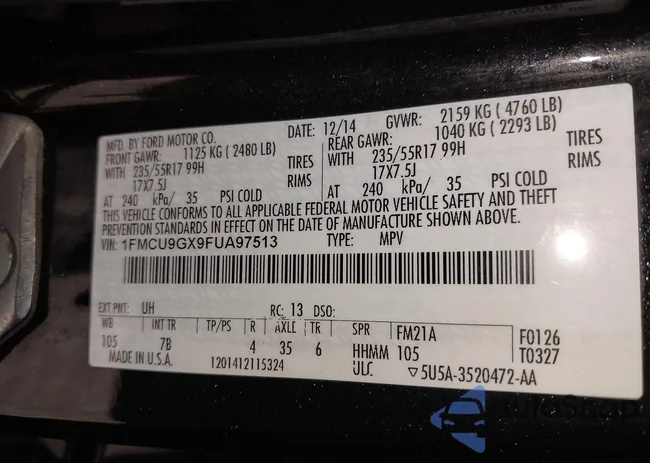 MFD. BY FORD MOTOR CO. DATE: 12/14 GVWR: 2159 KG ( 4760 LB)
FRONT GAWR: 1125 KG ( 2480 LB) REAR GAWR: 1040 KG ( 2293 LB)
WITH 235/55R17 99H TIRES WITH 235/55R17 99H TIRES
17X7.5J RIMS 17X7.5J RIMS
AT 240 kPa/ 35 PSI COLD AT 240 kPa/ 35 PSI COLD
THIS VEHICLE CONFORMS TO ALL APPLICABLE FEDERAL MOTOR VEHICLE SAFETY AND THEFT
PREVENTION STANDARDS IN EFFECT ON THE DATE OF MANUFACTURE SHOWN ABOVE.
VIN: 1FMCU9GX9FUA97513 TYPE: MPV
EXT PNT: UH RC: 13 DSO:
WB INT TR TP/PS R AXLE TR SPR FM21A F0126
105 7B 4 35 6 HHMM 105 T0327
MADE IN U.S.A. 1201412115324 ULC ▽5U5A-3520472-AA
AutoSnap